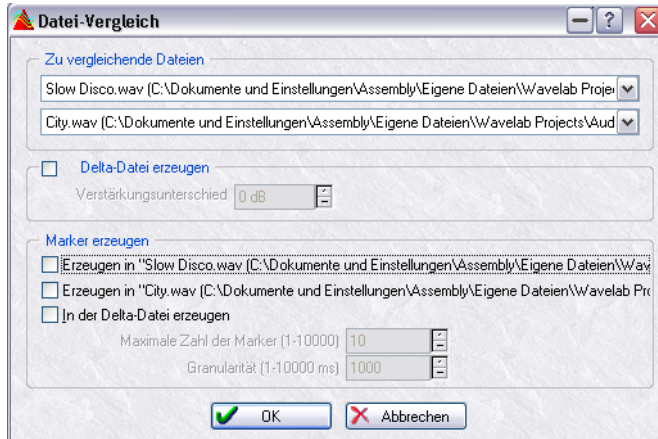 Datei-Vergleich
Zu vergleichende Dateien
Slow Disco.wav (C:\Dokumente und Einstellungen\Assembly\Eigene Dateien\Wavelab Proje
City.wav (C:\Dokumente und Einstellungen\Assembly\Eigene Dateien\Wavelab Projects\Aud
Delta-Datei erzeugen
Verstärkungsunterschied 0 dB
Marker erzeugen
Erzeugen in "Slow Disco.wav (C:\Dokumente und Einstellungen\Assembly\Eigene Dateien\Wav
Erzeugen in "City.wav (C:\Dokumente und Einstellungen\Assembly\Eigene Dateien\Wavelab Pr
In der Delta-Datei erzeugen
Maximale Zahl der Marker (1-10000) 10
Granularität (1-10000 ms) 1000
OK Abbrechen